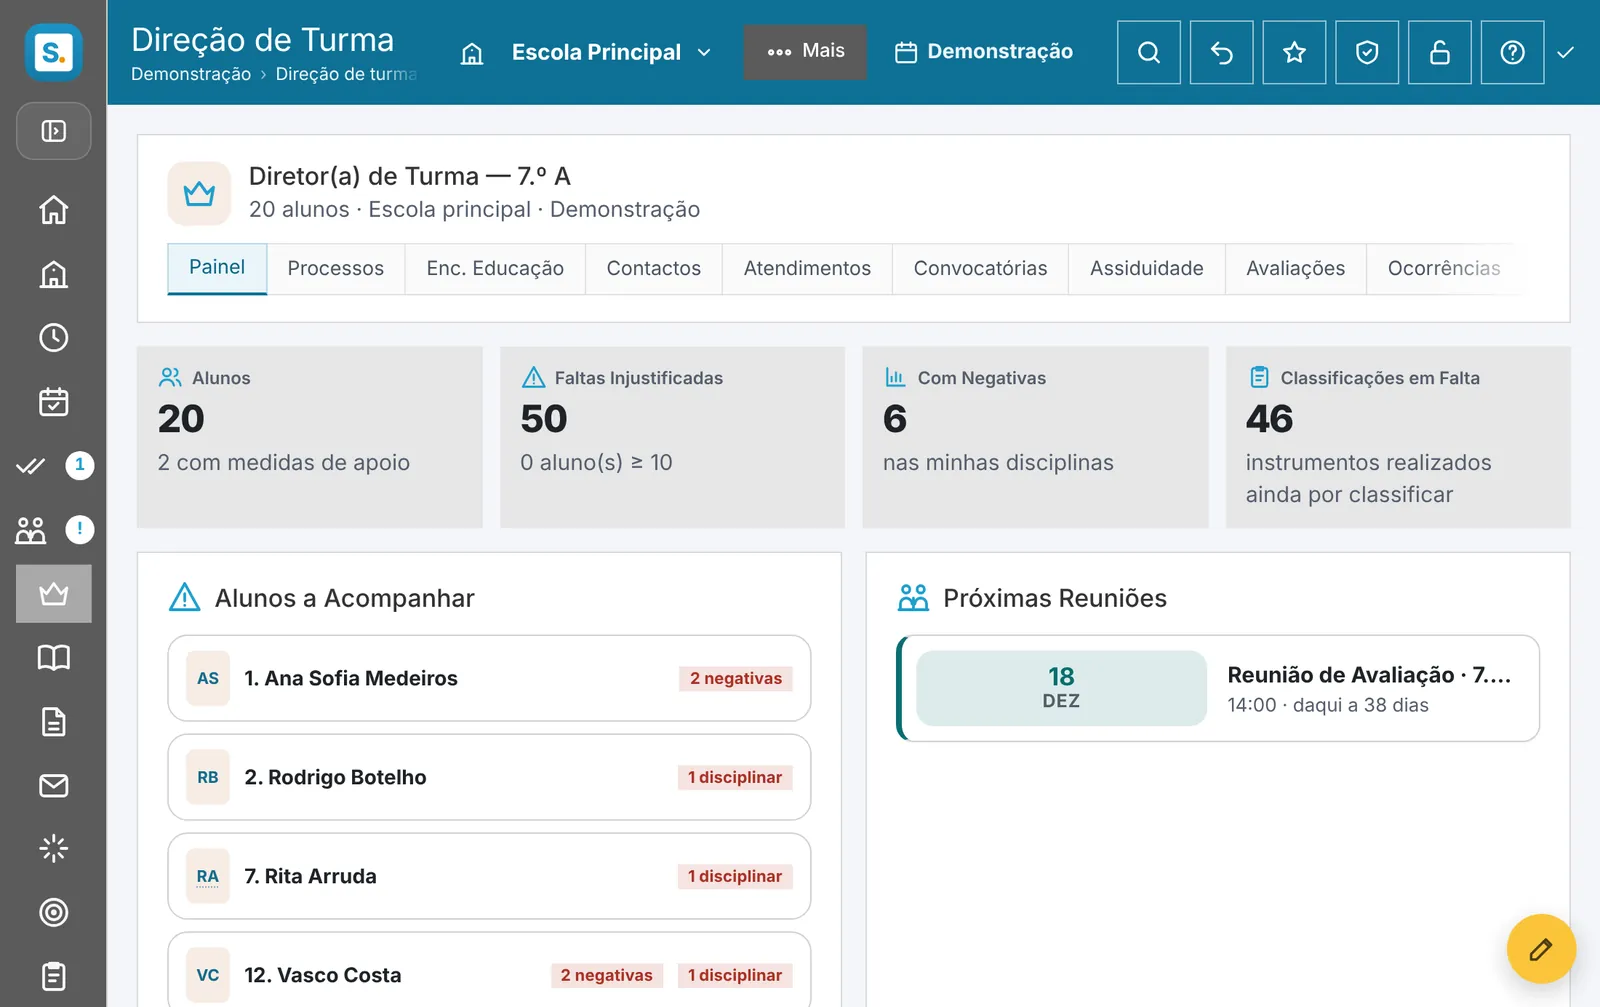 s.
Direção de Turma
Demonstração › Direção de turma
Escola Principal
Mais
Demonstração
Diretor(a) de Turma — 7.º A
20 alunos · Escola principal · Demonstração
Painel
Processos
Enc. Educação
Contactos
Atendimentos
Convocatórias
Assiduidade
Avaliações
Ocorrências
1
!
Alunos
20
2 com medidas de apoio
Faltas Injustificadas
50
0 aluno(s) ≥ 10
Com Negativas
6
nas minhas disciplinas
Classificações em Falta
46
instrumentos realizados
ainda por classificar
Alunos a Acompanhar
AS
1. Ana Sofia Medeiros
2 negativas
RB
2. Rodrigo Botelho
1 disciplinar
RA
7. Rita Arruda
1 disciplinar
VC
12. Vasco Costa
2 negativas
1 disciplinar
Próximas Reuniões
18
DEZ
Reunião de Avaliação · 7....
14:00 · daqui a 38 dias